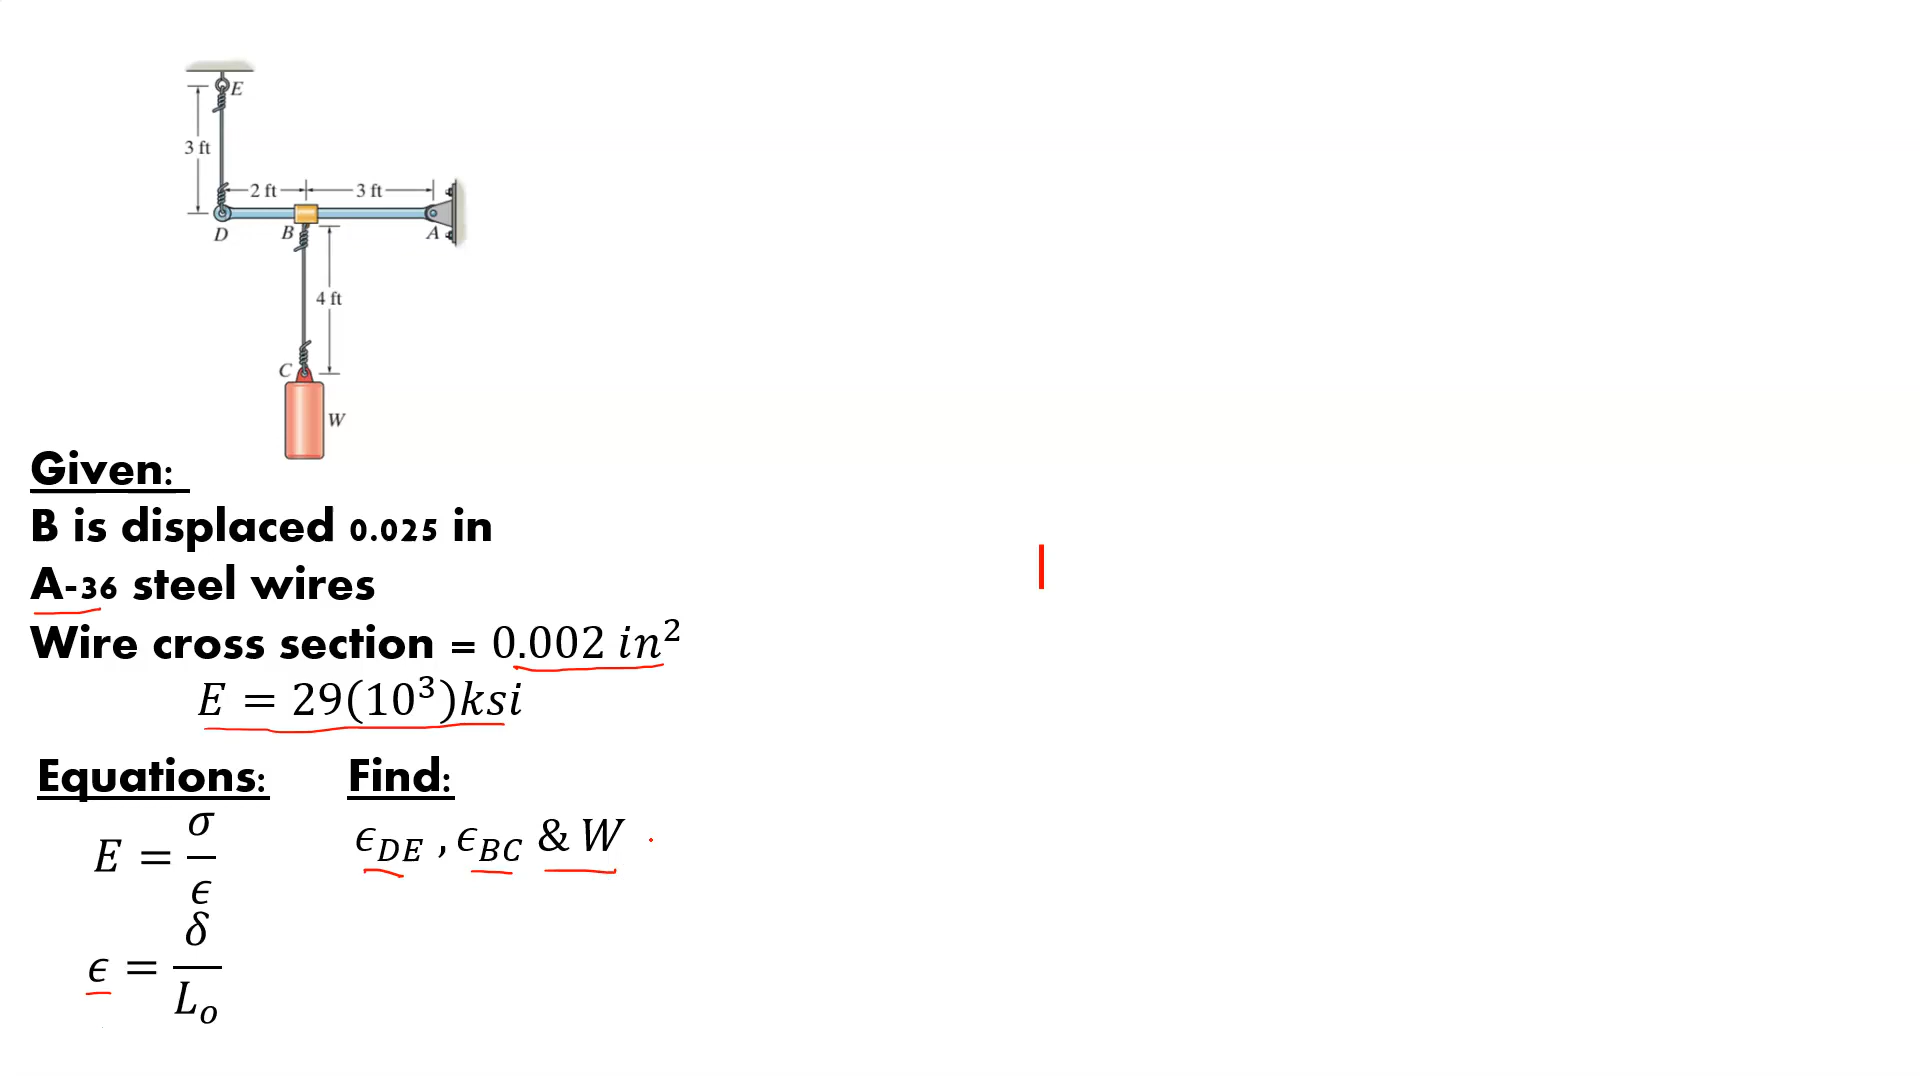 E
3 ft
2 ft 3 ft
D B A
4 ft
C
W
Given:
B is displaced 0.025 in
A-36 steel wires
Wire cross section = 0.002 in²
E = 29(10³)ksi
Equations: Find:
E = σ/ϵ
ϵ_DE , ϵ_BC & W
ϵ = δ/L_o